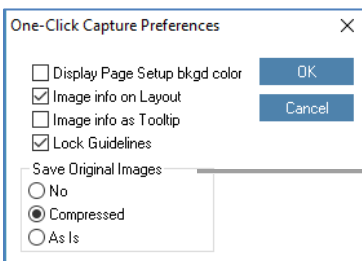 One-Click Capture Preferences
Display Page Setup bkgd color
OK
Image info on Layout
Cancel
Image info as Tooltip
Lock Guidelines
Save Original Images
No
Compressed
As Is